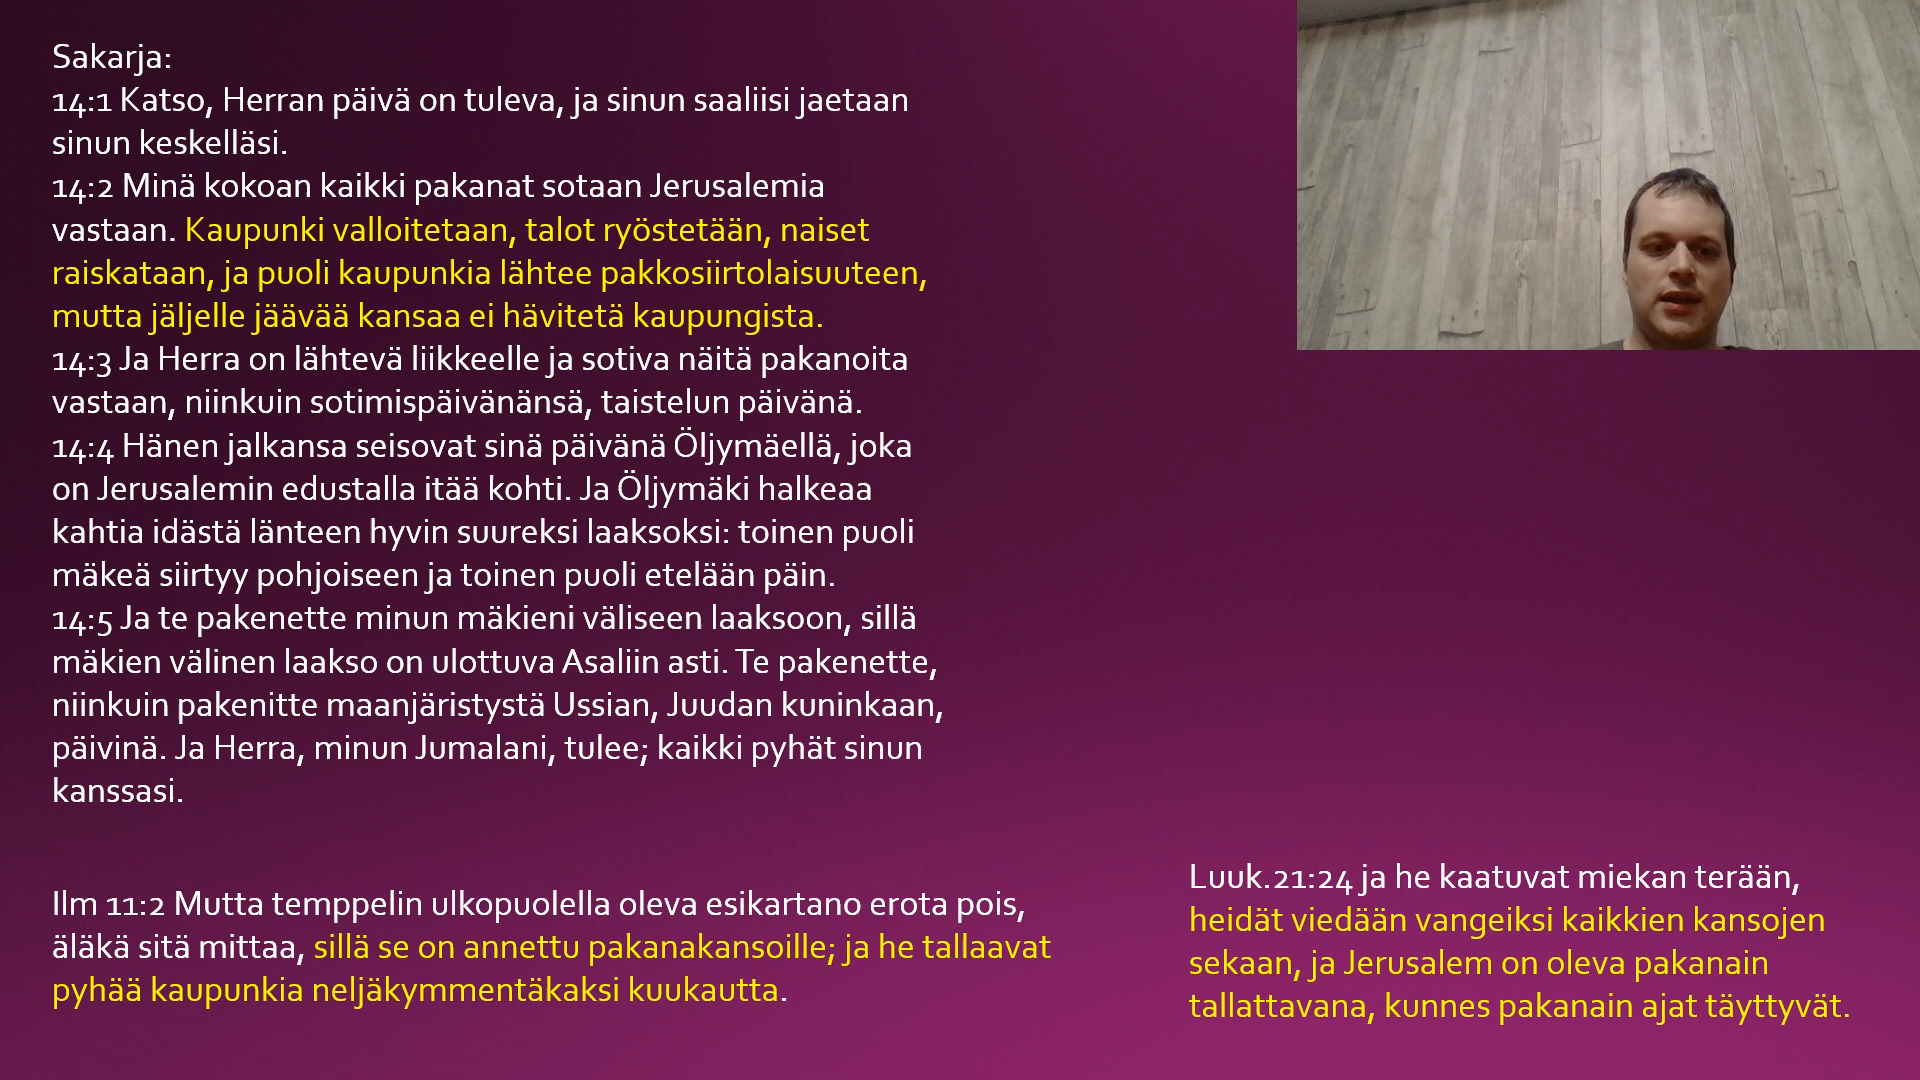 Sakarja:
14:1 Katso, Herran päivä on tuleva, ja sinun saaliisi jaetaan
sinun keskelläsi.
14:2 Minä kokoan kaikki pakanat sotaan Jerusalemia
vastaan. Kaupunki valloitetaan, talot ryöstetään, naiset
raiskataan, ja puoli kaupunkia lähtee pakkosiirtolaisuuteen,
mutta jäljelle jäävää kansaa ei hävitetä kaupungista.
14:3 Ja Herra on lähtevä liikkeelle ja sotiva näitä pakanoita
vastaan, niinkuin sotimispäivänänsä, taistelun päivänä.
14:4 Hänen jalkansa seisovat sinä päivänä Öljymäellä, joka
on Jerusalemin edustalla itää kohti. Ja Öljymäki halkeaa
kahtia idästä länteen hyvin suureksi laaksoksi: toinen puoli
mäkeä siirtyy pohjoiseen ja toinen puoli etelään päin.
14:5 Ja te pakenette minun mäkieni väliseen laaksoon, sillä
mäkien välinen laakso on ulottuva Asaliin asti. Te pakenette,
niinkuin pakenitte maanjäristystä Ussian, Juudan kuninkaan,
päivinä. Ja Herra, minun Jumalani, tulee; kaikki pyhät sinun
kanssasi.
Ilm 11:2 Mutta temppelin ulkopuolella oleva esikartano erota pois,
äläkä sitä mittaa, sillä se on annettu pakanakansoille; ja he tallaavat
pyhää kaupunkia neljäkymmentäkaksi kuukautta.
Luuk.21:24 ja he kaatuvat miekan terään,
heidät viedään vangeiksi kaikkien kansojen
sekaan, ja Jerusalem on oleva pakanain
tallattavana, kunnes pakanain ajat täyttyvät.